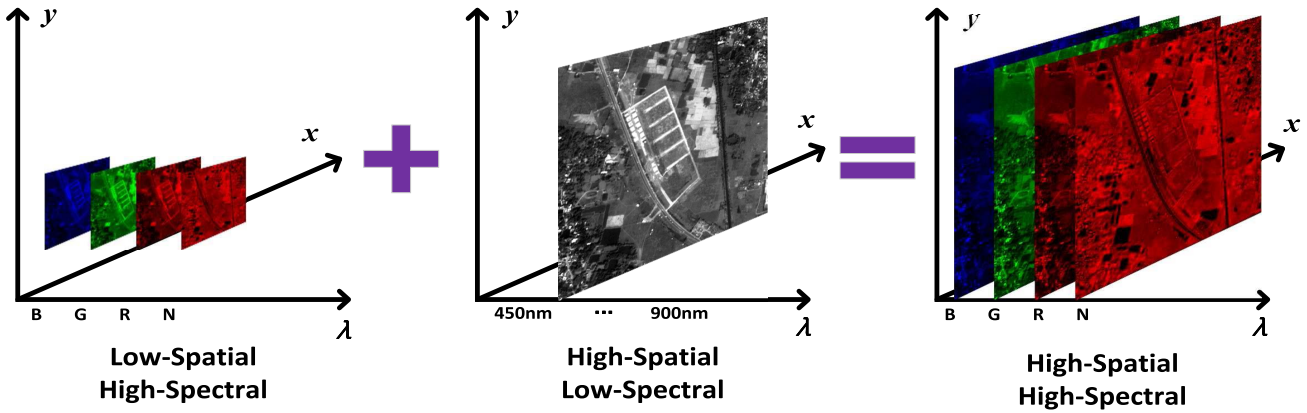 y
x
B G R N
λ
Low-Spatial
High-Spectral
y
x
450nm ... 900nm
λ
High-Spatial
Low-Spectral
y
x
B G R N
λ
High-Spatial
High-Spectral